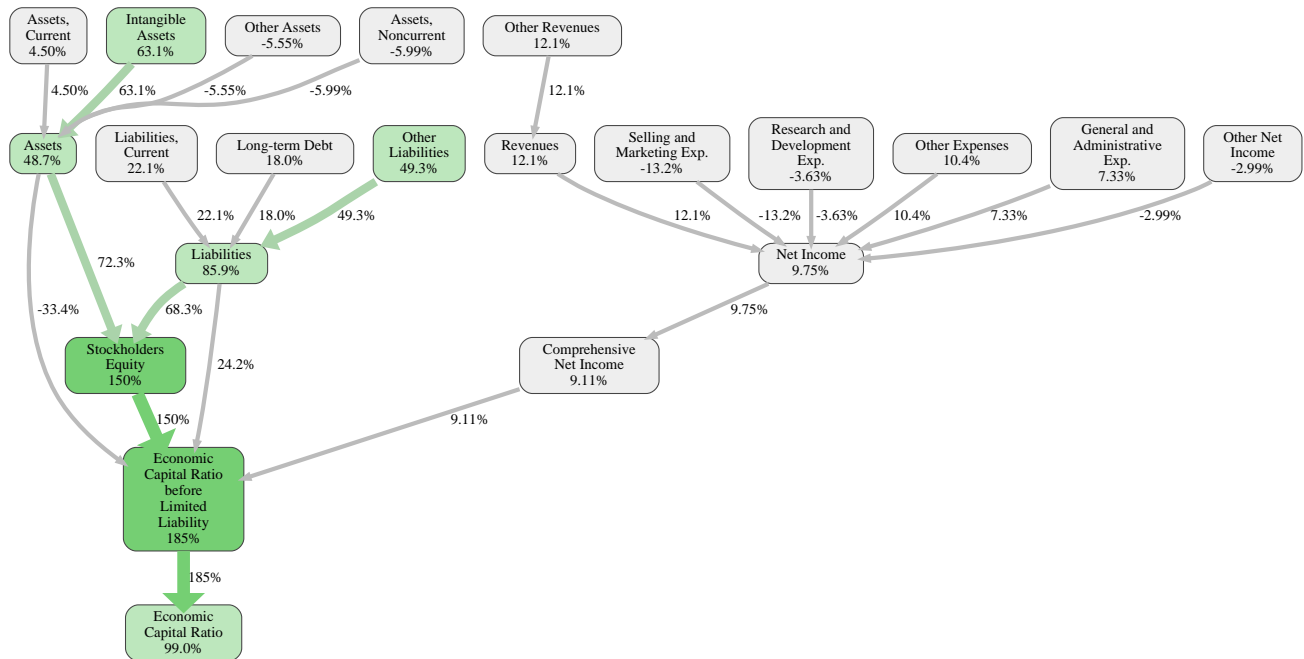 Assets,
Current
4.50%
Intangible
Assets
63.1%
Other Assets
-5.55%
Assets,
Noncurrent
-5.99%
Other Revenues
12.1%
4.50%
63.1%
-5.55%
-5.99%
12.1%
Assets
48.7%
Liabilities,
Current
22.1%
Long-term Debt
18.0%
Other
Liabilities
49.3%
Revenues
12.1%
Selling and
Marketing Exp.
-13.2%
Research and
Development
Exp.
-3.63%
Other Expenses
10.4%
General and
Administrative
Exp.
7.33%
Other Net
Income
-2.99%
22.1%
18.0%
49.3%
12.1%
-13.2%
-3.63%
10.4%
7.33%
-2.99%
Liabilities
85.9%
Net Income
9.75%
72.3%
-33.4%
68.3%
9.75%
Stockholders
Equity
150%
24.2%
Comprehensive
Net Income
9.11%
150%
9.11%
Economic
Capital Ratio
before
Limited
Liability
185%
185%
Economic
Capital Ratio
99.0%